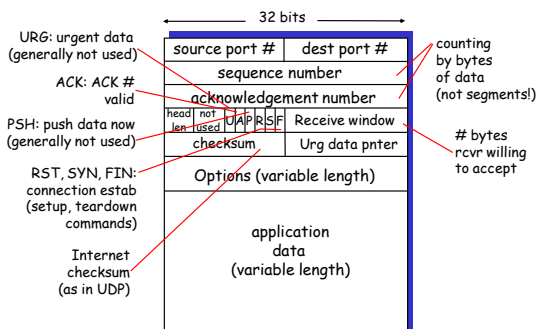 32 bits
URG: urgent data
(generally not used)
ACK: ACK #
valid
PSH: push data now
(generally not used)
RST, SYN, FIN:
connection estab
(setup, teardown
commands)
Internet
checksum
(as in UDP)
source port #
dest port #
sequence number
acknowledgement number
head
len
not
used
U
A
P
R
S
F
Receive window
checksum
Urg data pnter
Options (variable length)
application
data
(variable length)
counting
by bytes
of data
(not segments!)
# bytes
rcvr willing
to accept